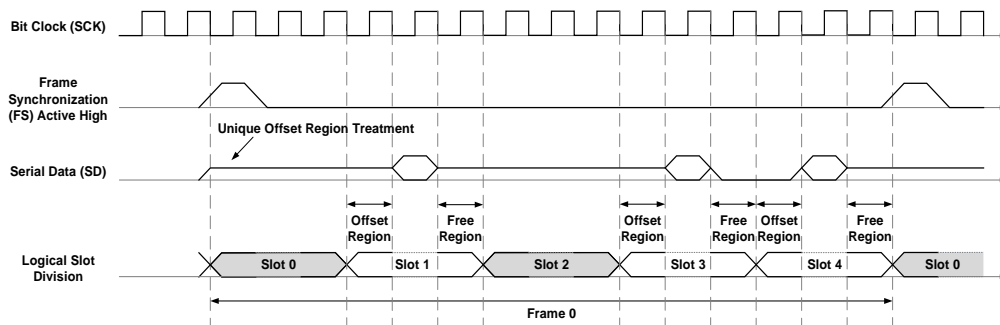 Bit Clock (SCK)
Frame
Synchronization
(FS) Active High
Unique Offset Region Treatment
Serial Data (SD)
Offset
Region
Free
Region
Offset
Region
Free
Region
Offset
Region
Free
Region
Logical Slot
Division
Slot 0
Slot 1
Slot 2
Slot 3
Slot 4
Slot 0
Frame 0